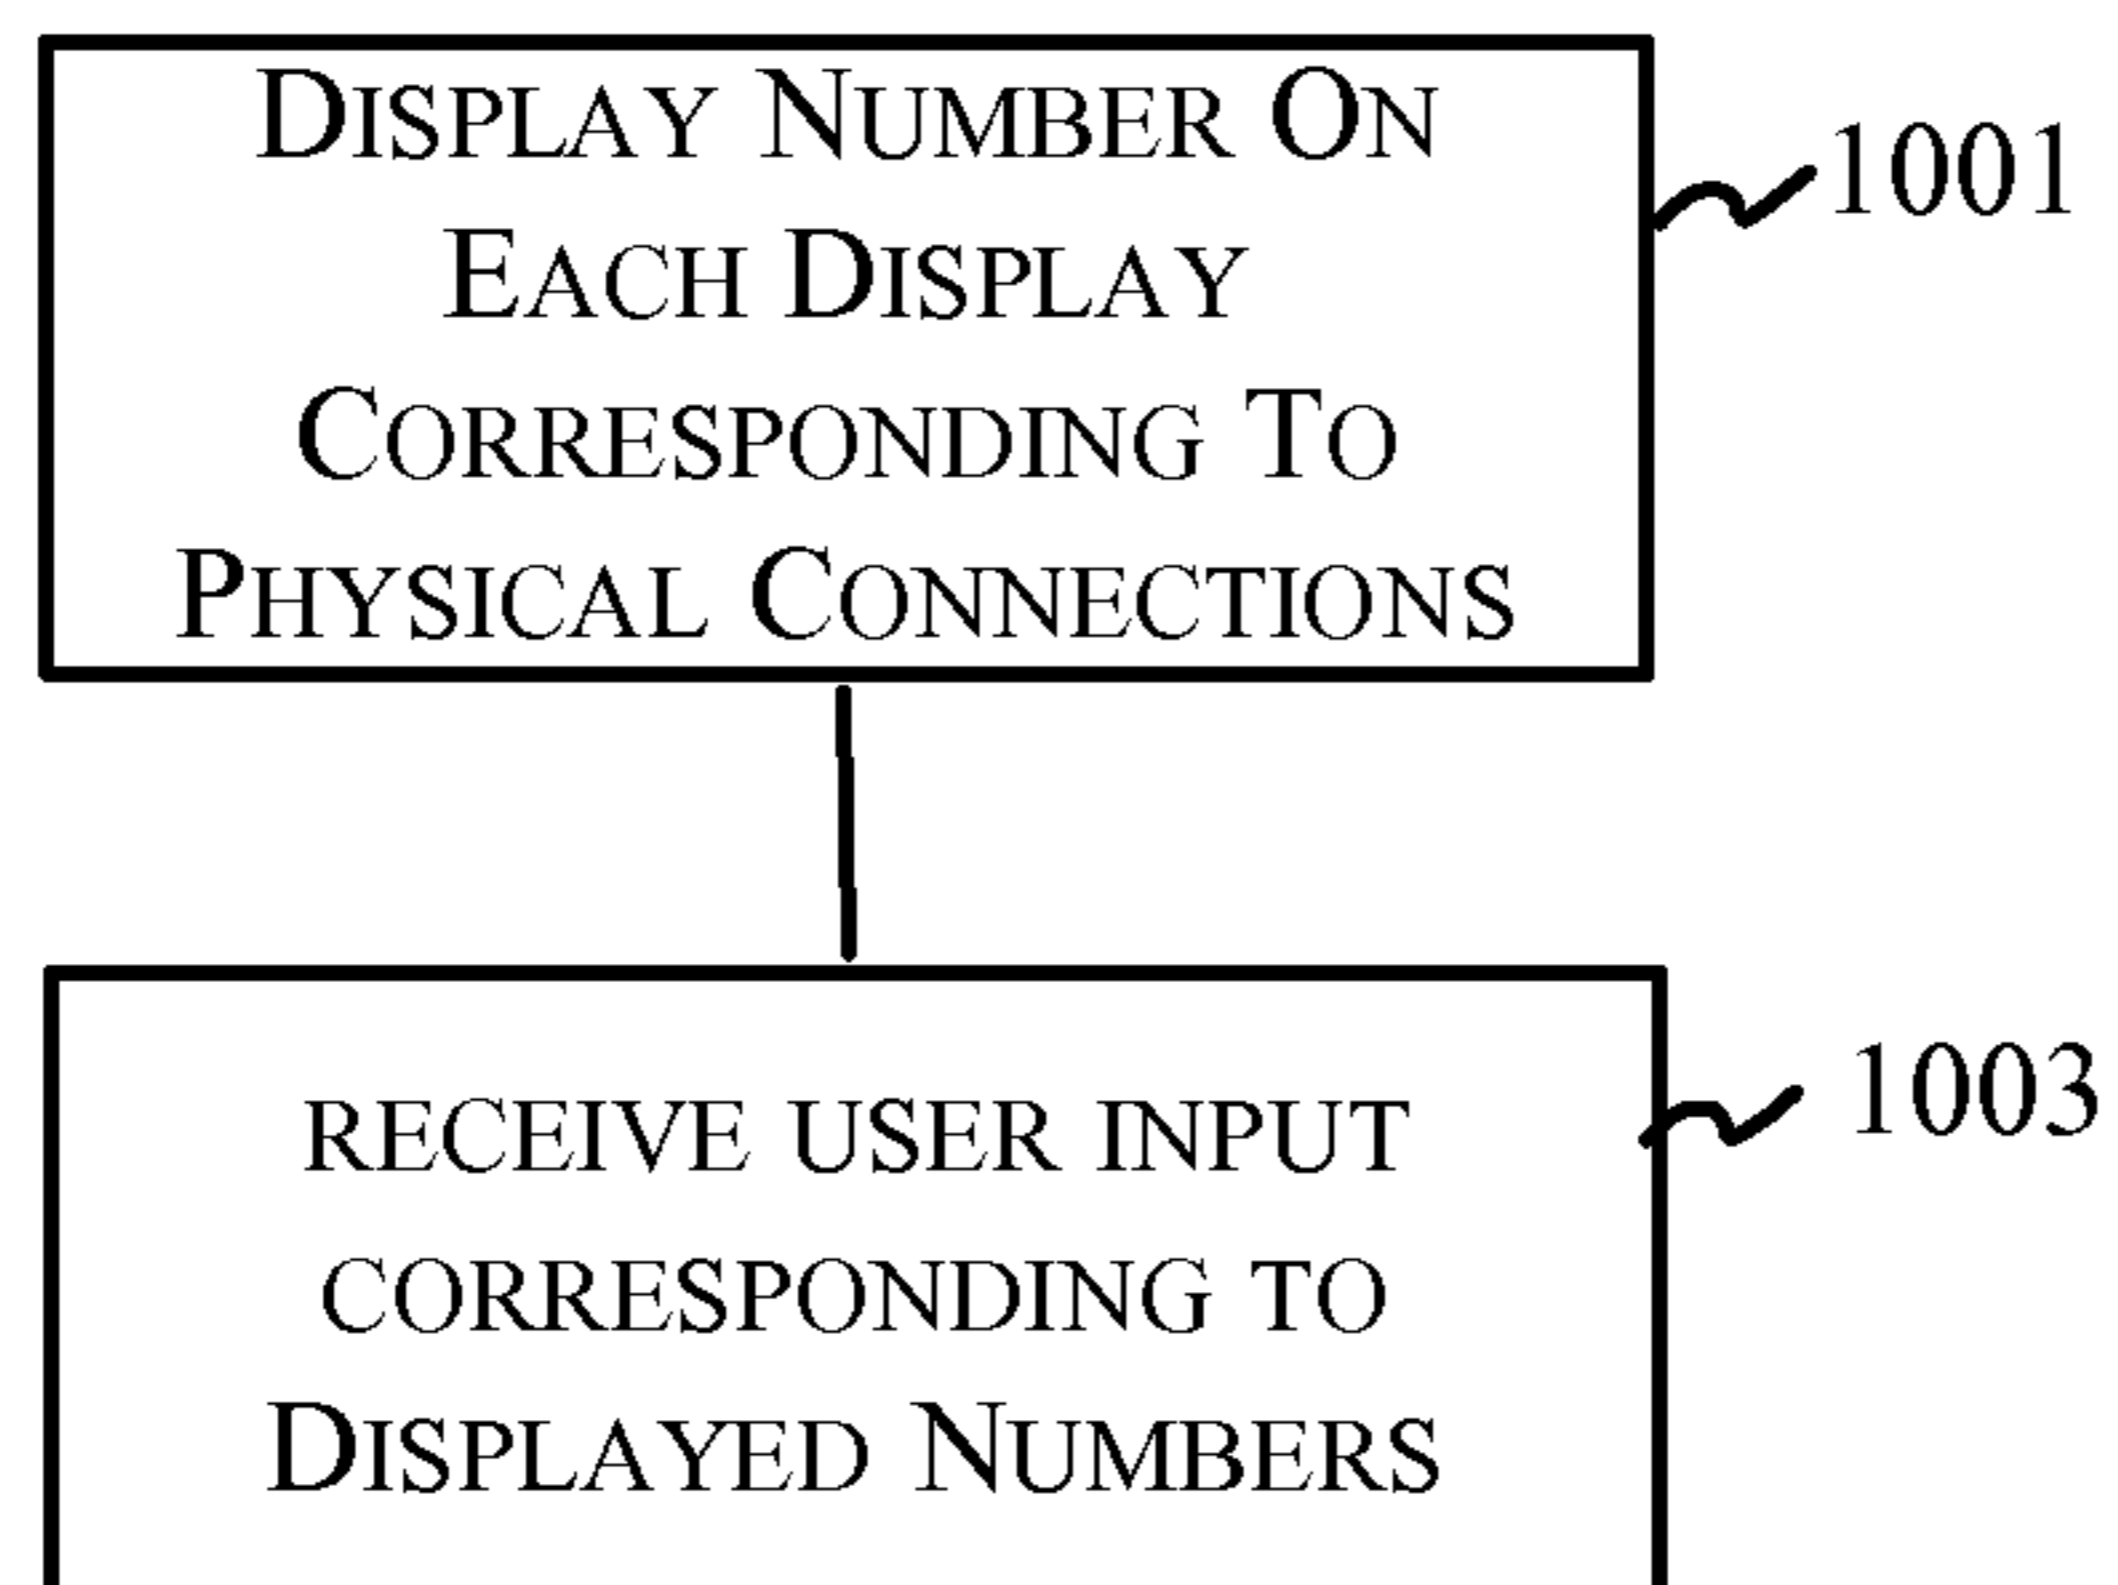 Display Number On
Each Display
Corresponding To
Physical Connections
1001
receive user input
corresponding to
Displayed Numbers
1003